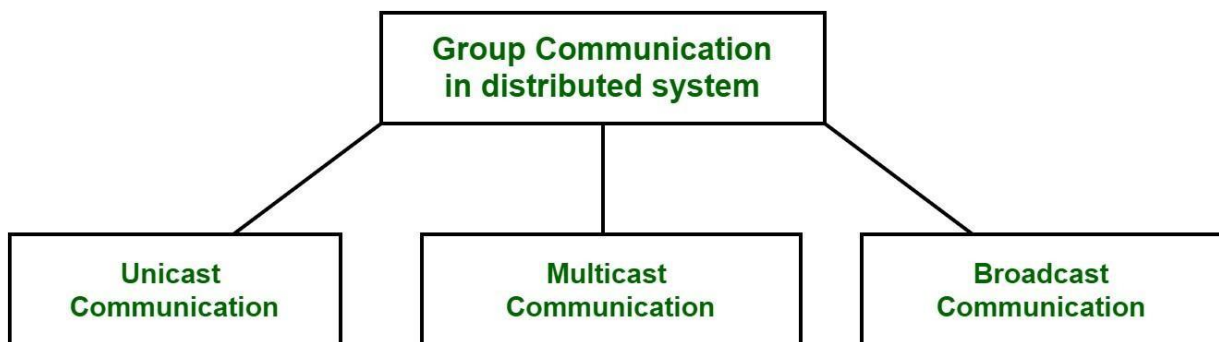 Group Communication
in distributed system
Unicast
Communication
Multicast
Communication
Broadcast
Communication